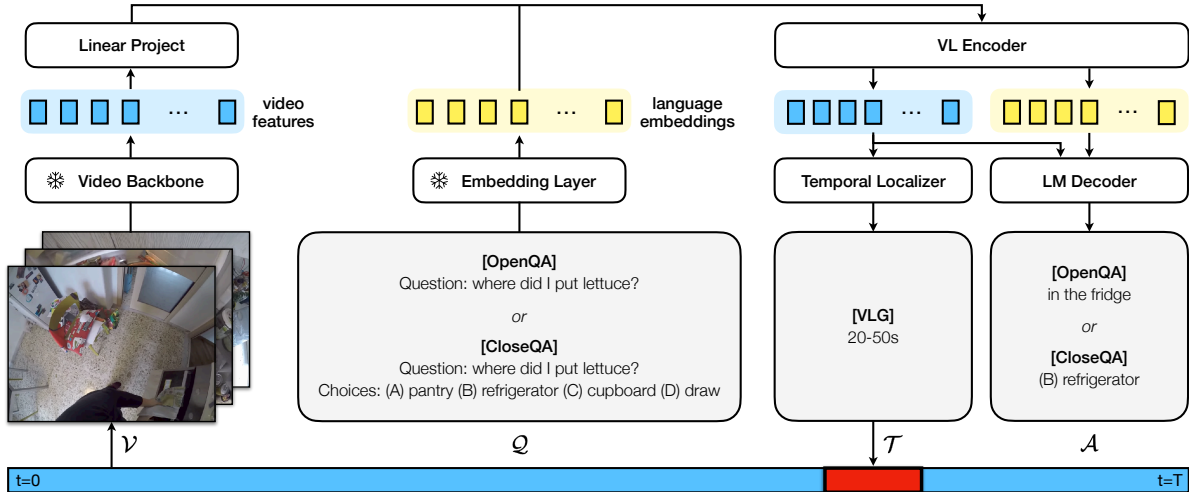 Linear Project
VL Encoder
video
features
...
language
embeddings
...
...
...
Video Backbone
Embedding Layer
Temporal Localizer
LM Decoder
[OpenQA]
Question: where did I put lettuce?
or
[CloseQA]
Question: where did I put lettuce?
Choices: (A) pantry (B) refrigerator (C) cupboard (D) draw
[VLG]
20-50s
[OpenQA]
in the fridge
or
[CloseQA]
(B) refrigerator
𝒱
𝒬
𝒯
𝒜
t=0
t=T